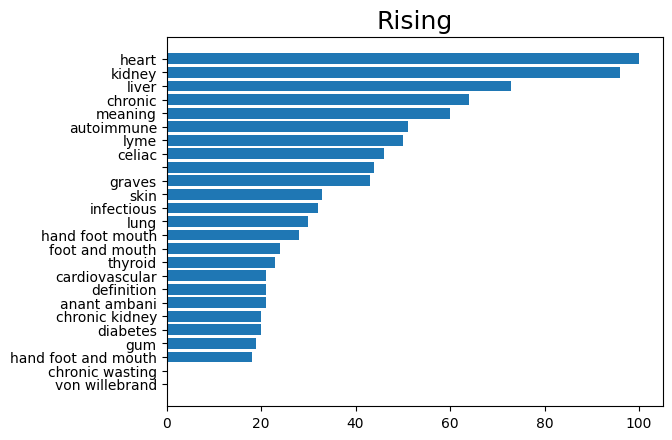 Rising
heart
kidney
liver
chronic
meaning
autoimmune
lyme
celiac
graves
skin
infectious
lung
hand foot mouth
foot and mouth
thyroid
cardiovascular
definition
anant ambani
chronic kidney
diabetes
gum
hand foot and mouth
chronic wasting
von willebrand
0 20 40 60 80 100